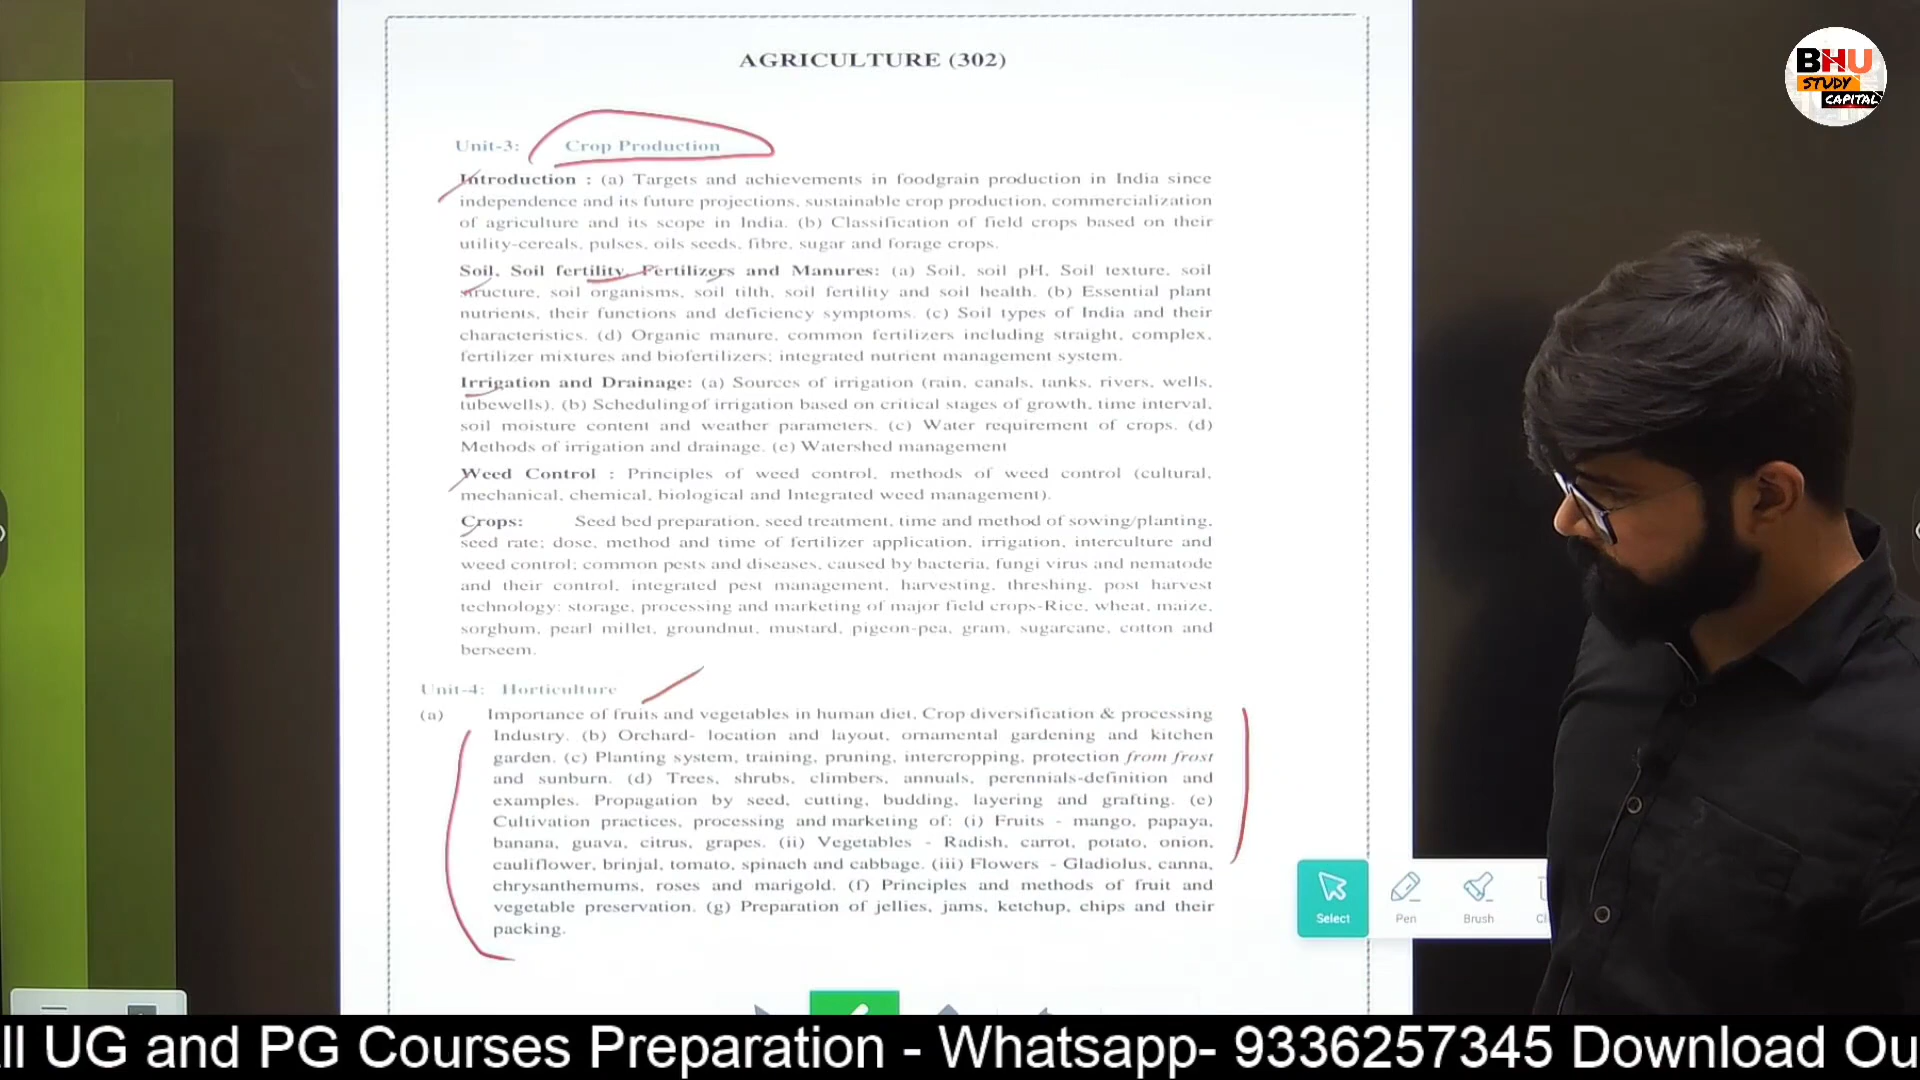 AGRICULTURE (302)
BHU
STUDY
CAPITAL
Unit-3: Crop Production
Introduction : (a) Targets and achievements in foodgrain production in India since
independence and its future projections, sustainable crop production, commercialization
of agriculture and its scope in India. (b) Classification of field crops based on their
utility-cereals, pulses, oils seeds, fibre, sugar and forage crops.
Soil, Soil fertility, Fertilizers and Manures: (a) Soil, soil pH, Soil texture, soil
structure, soil organisms, soil tilth, soil fertility and soil health. (b) Essential plant
nutrients, their functions and deficiency symptoms. (c) Soil types of India and their
characteristics. (d) Organic manure, common fertilizers including straight, complex,
fertilizer mixtures and biofertilizers; integrated nutrient management system.
Irrigation and Drainage: (a) Sources of irrigation (rain, canals, tanks, rivers, wells,
tubewells). (b) Scheduling of irrigation based on critical stages of growth, time interval,
soil moisture content and weather parameters. (c) Water requirement of crops. (d)
Methods of irrigation and drainage. (e) Watershed management
Weed Control : Principles of weed control, methods of weed control (cultural,
mechanical, chemical, biological and Integrated weed management).
Crops: Seed bed preparation, seed treatment, time and method of sowing/planting,
seed rate; dose, method and time of fertilizer application, irrigation, interculture and
weed control; common pests and diseases, caused by bacteria, fungi virus and nematode
and their control, integrated pest management, harvesting, threshing, post harvest
technology: storage, processing and marketing of major field crops-Rice, wheat, maize,
sorghum, pearl millet, groundnut, mustard, pigeon-pea, gram, sugarcane, cotton and
berseem.
Unit-4: Horticulture
(a) Importance of fruits and vegetables in human diet, Crop diversification & processing
Industry. (b) Orchard- location and layout, ornamental gardening and kitchen
garden. (c) Planting system, training, pruning, intercropping, protection from frost
and sunburn. (d) Trees, shrubs, climbers, annuals, perennials-definition and
examples. Propagation by seed, cutting, budding, layering and grafting. (e)
Cultivation practices, processing and marketing of: (i) Fruits - mango, papaya,
banana, guava, citrus, grapes. (ii) Vegetables - Radish, carrot, potato, onion,
cauliflower, brinjal, tomato, spinach and cabbage. (iii) Flowers - Gladiolus, canna,
chrysanthemums, roses and marigold. (f) Principles and methods of fruit and
vegetable preservation. (g) Preparation of jellies, jams, ketchup, chips and their
packing.
Select Pen Brush Cl
ll UG and PG Courses Preparation - Whatsapp- 9336257345 Download Ou